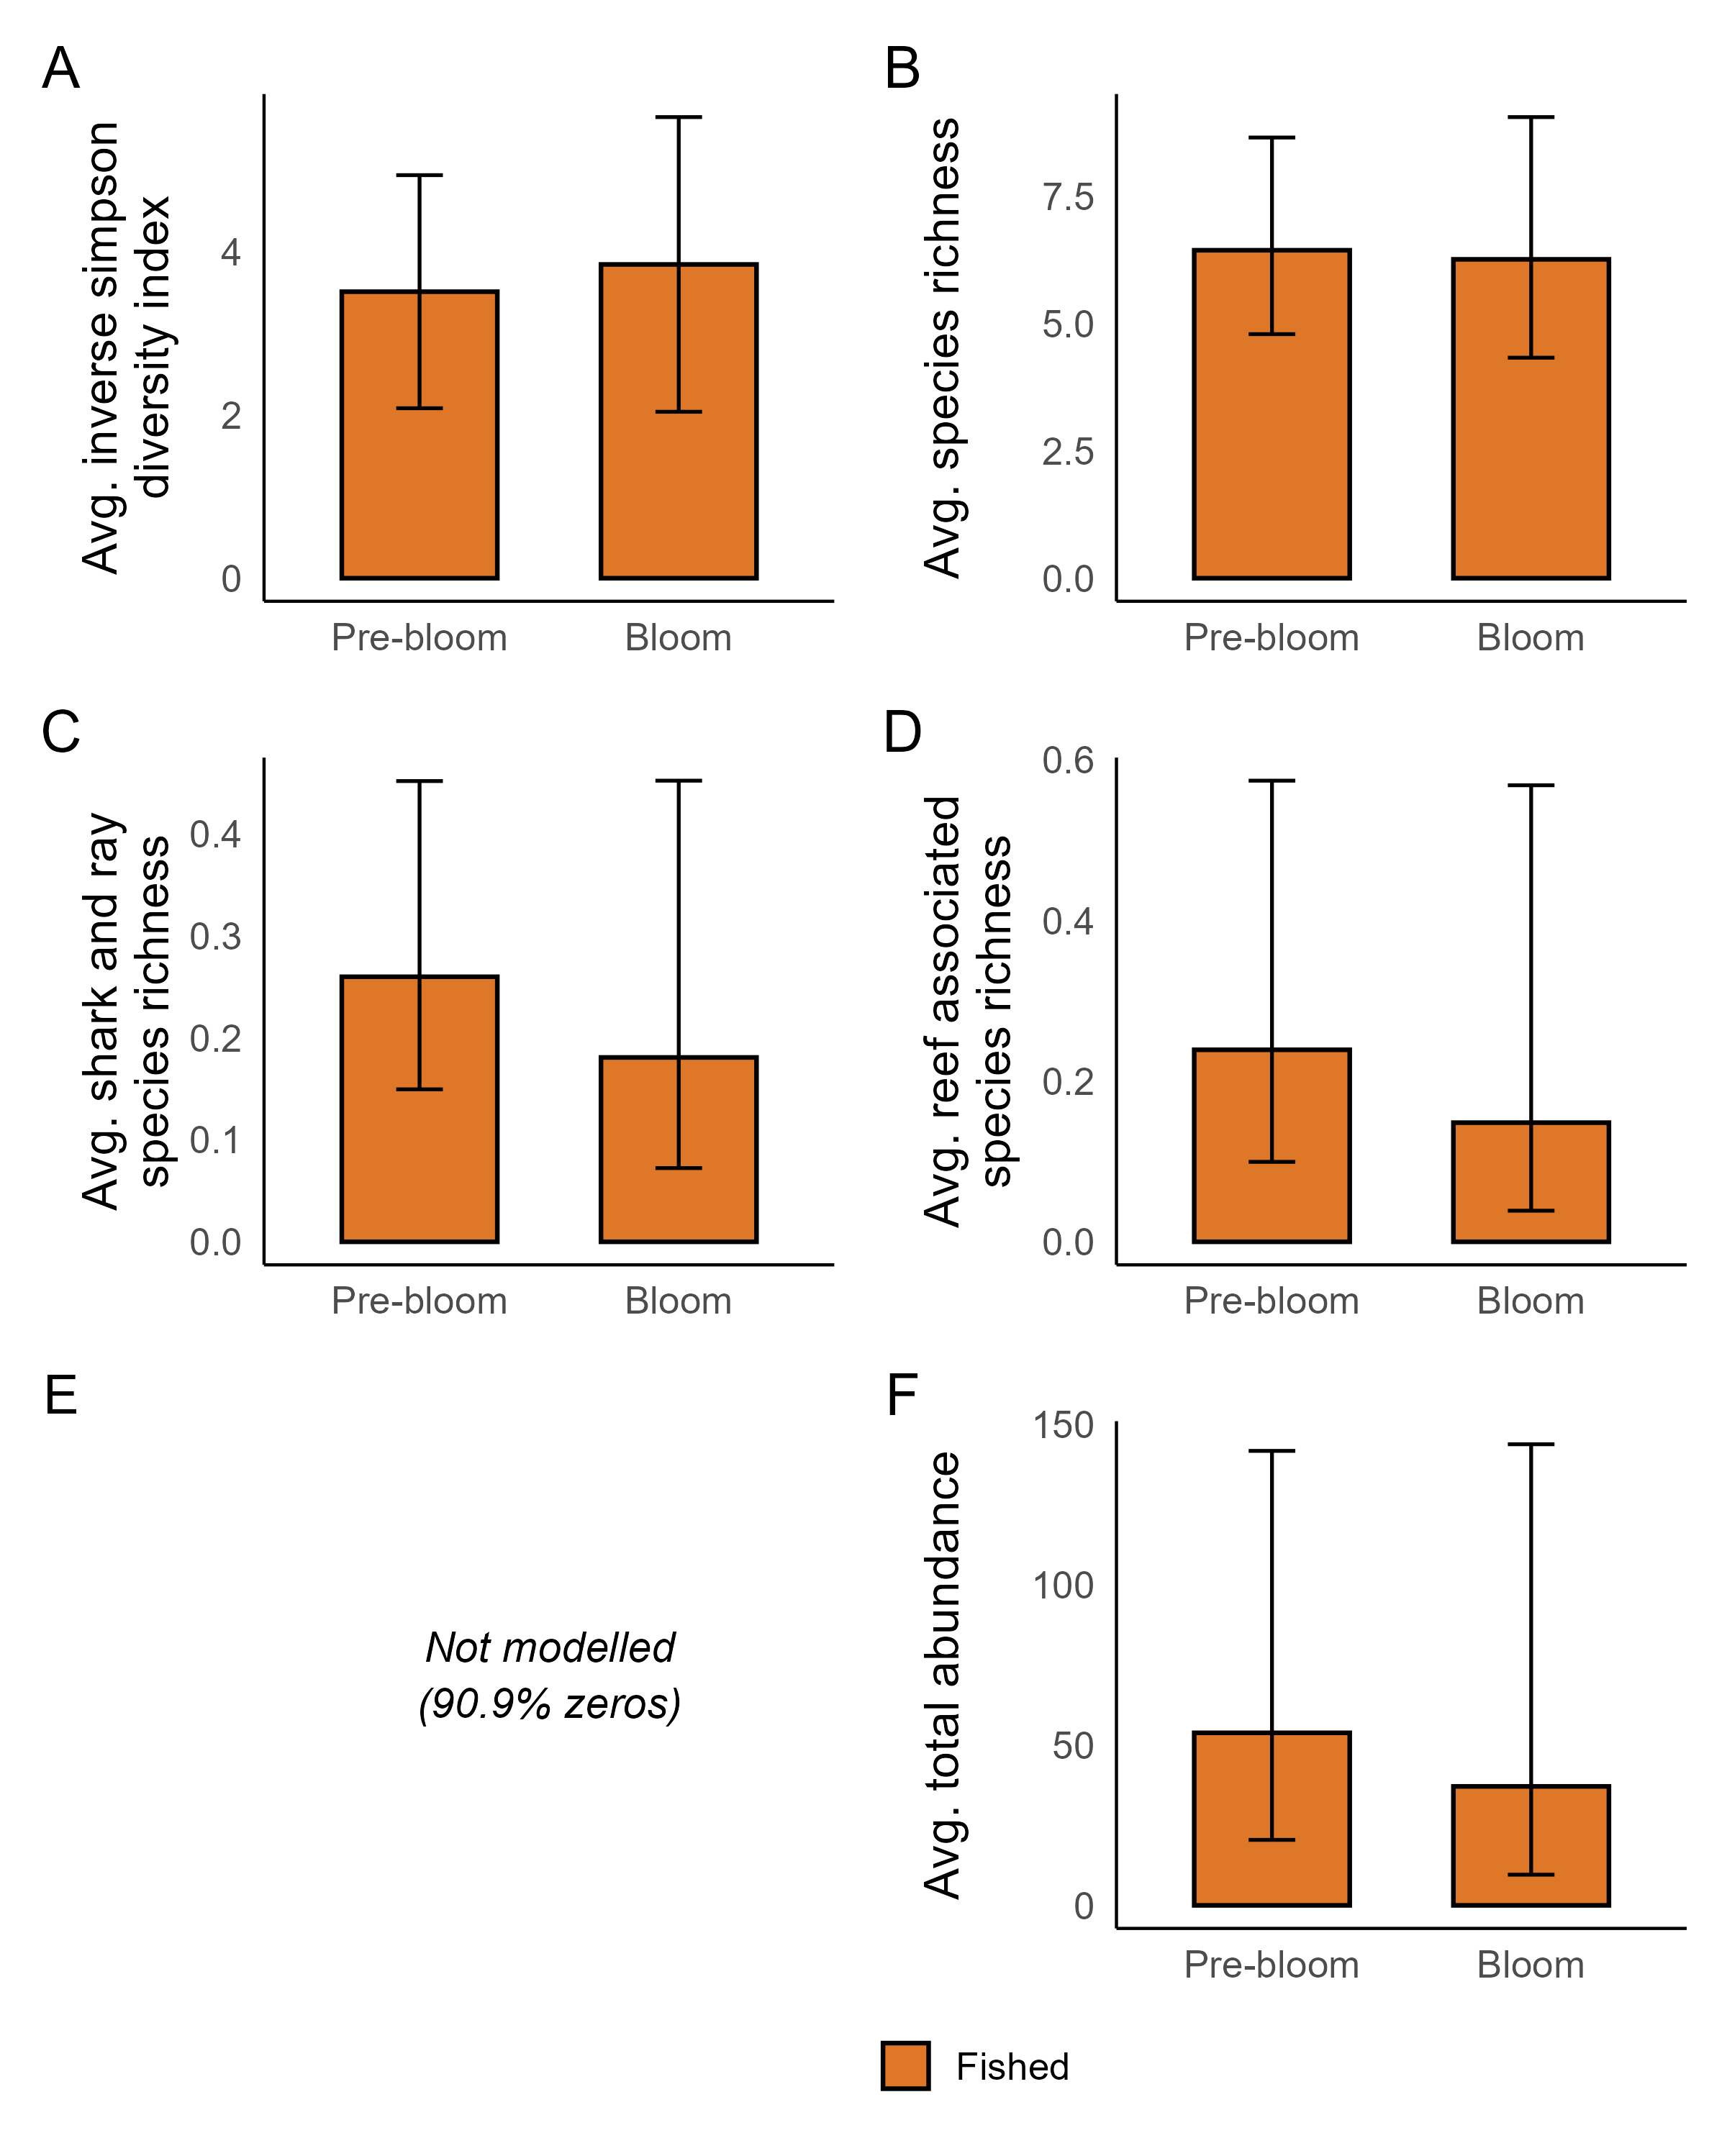 A
Avg. inverse simpson
diversity index
4
2
0
Pre-bloom
Bloom
B
Avg. species richness
7.5
5.0
2.5
0.0
Pre-bloom
Bloom
C
Avg. shark and ray
species richness
0.4
0.3
0.2
0.1
0.0
Pre-bloom
Bloom
D
Avg. reef associated
species richness
0.6
0.4
0.2
0.0
Pre-bloom
Bloom
E
Not modelled
(90.9% zeros)
F
Avg. total abundance
150
100
50
0
Pre-bloom
Bloom
Fished